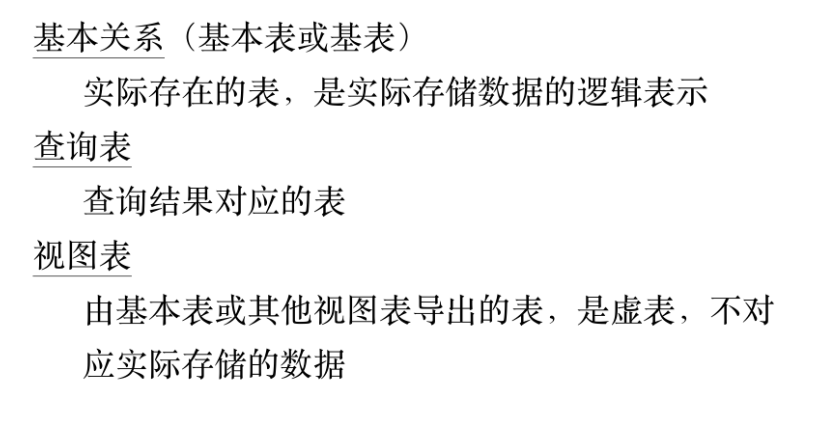 基本关系（基本表或基表）
实际存在的表，是实际存储数据的逻辑表示
查询表
查询结果对应的表
视图表
由基本表或其他视图表导出的表，是虚表，不对
应实际存储的数据